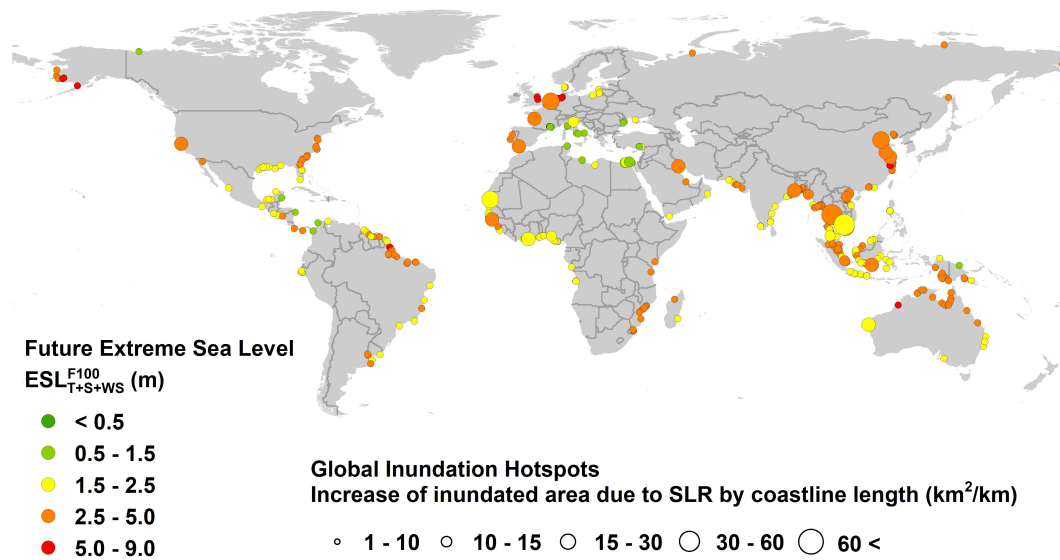 Future Extreme Sea Level
ESL^F100_T+S+WS (m)
< 0.5
0.5 - 1.5
1.5 - 2.5
2.5 - 5.0
5.0 - 9.0
Global Inundation Hotspots
Increase of inundated area due to SLR by coastline length (km²/km)
1 - 10 10 - 15 15 - 30 30 - 60 60 <